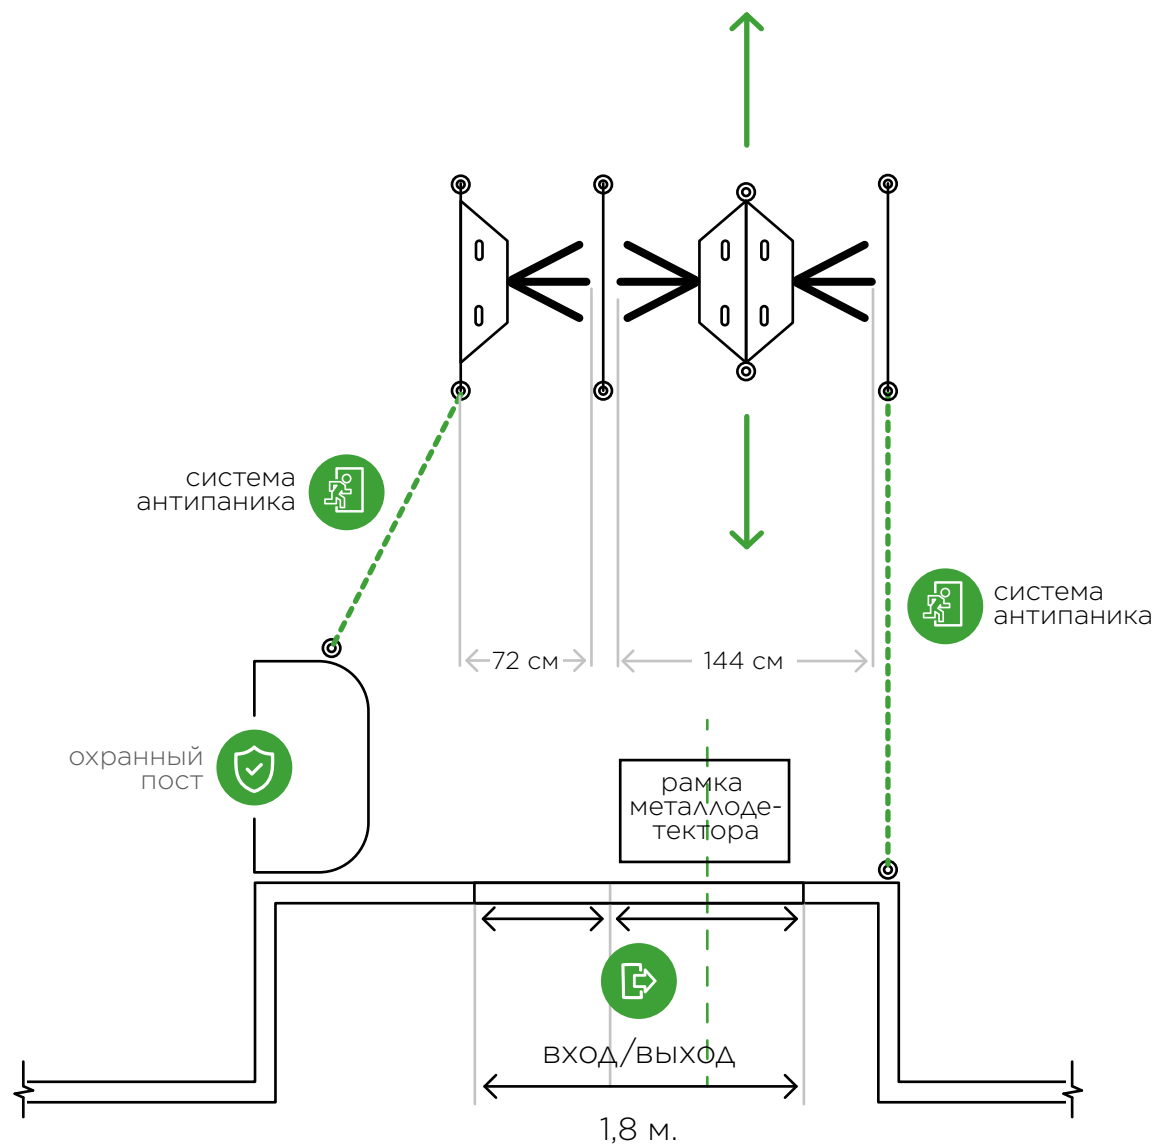 система
антипаника
система
антипаника
72 см
144 см
охранный
пост
рамка
металлоде-
тектора
вход/выход
1,8 м.